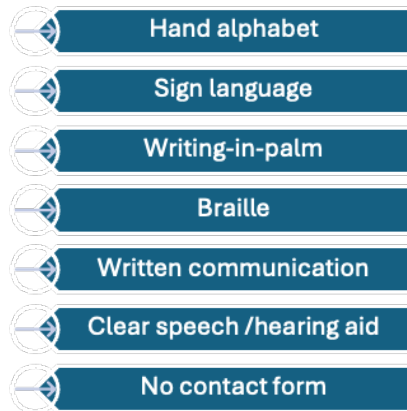 Hand alphabet
Sign language
Writing-in-palm
Braille
Written communication
Clear speech /hearing aid
No contact form